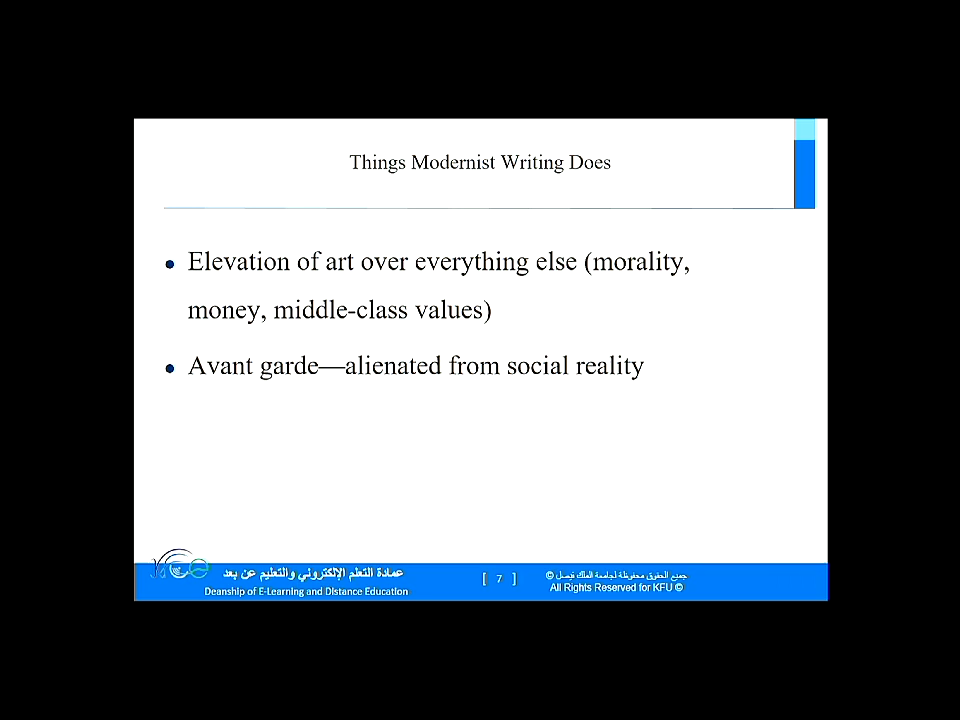 Things Modernist Writing Does
• Elevation of art over everything else (morality,
money, middle-class values)
• Avant garde—alienated from social reality
عمادة التعلم الإلكتروني والتعليم عن بعد
Deanship of E-Learning and Distance Education
[ 7 ]
جميع الحقوق محفوظة لجامعة الملك فيصل ©
All Rights Reserved for KFU ©